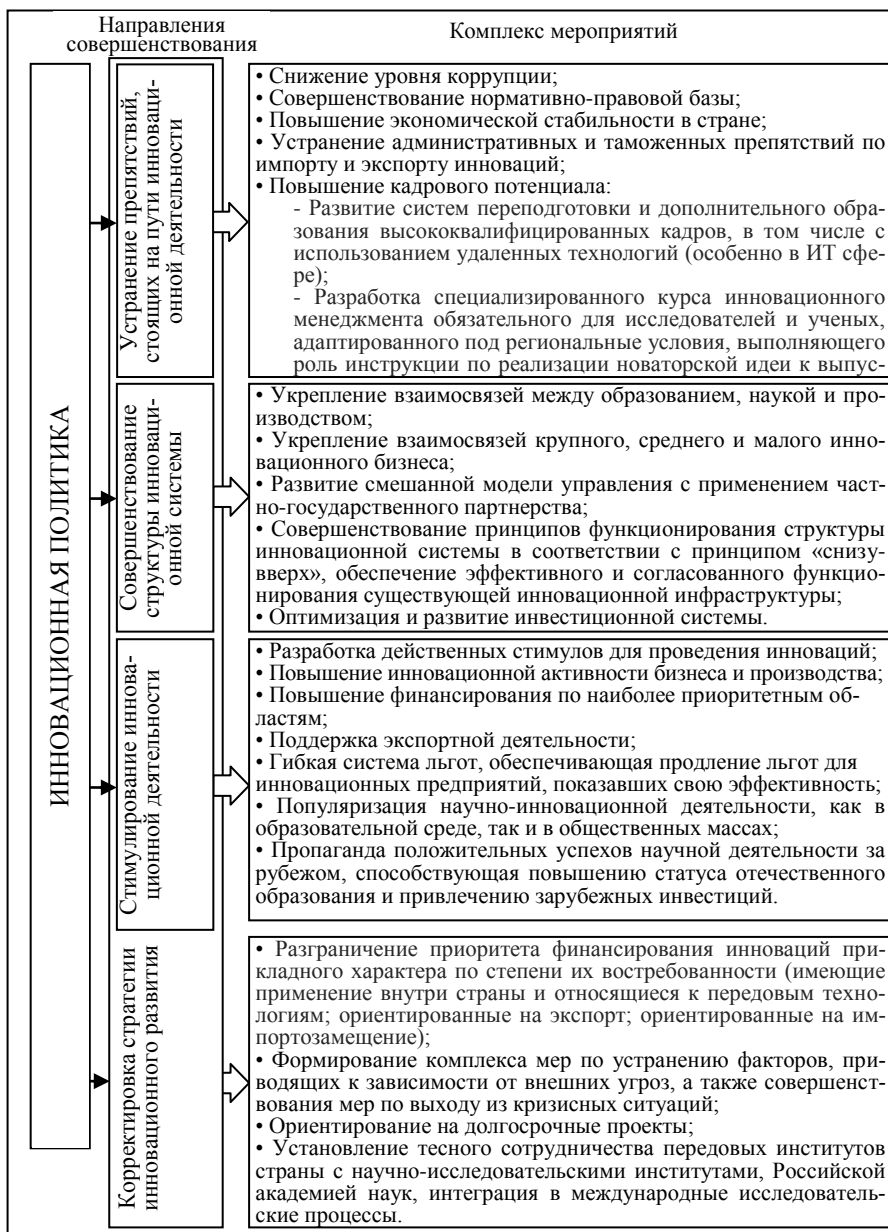 Направления
совершенствования
Комплекс мероприятий
ИННОВАЦИОННАЯ ПОЛИТИКА
Устранение препятствий,
стоящих на пути инноваци-
онной деятельности
• Снижение уровня коррупции;
• Совершенствование нормативно-правовой базы;
• Повышение экономической стабильности в стране;
• Устранение административных и таможенных препятствий по
импорту и экспорту инноваций;
• Повышение кадрового потенциала:
- Развитие систем переподготовки и дополнительного обра-
зования высококвалифицированных кадров, в том числе с
использованием удаленных технологий (особенно в ИТ сфе-
ре);
- Разработка специализированного курса инновационного
менеджмента обязательного для исследователей и ученых,
адаптированного под региональные условия, выполняющего
роль инструкции по реализации новаторской идеи к выпус-
Совершенствование
структуры инноваци-
онной системы
• Укрепление взаимосвязей между образованием, наукой и про-
изводством;
• Укрепление взаимосвязей крупного, среднего и малого инно-
вационного бизнеса;
• Развитие смешанной модели управления с применением част-
но-государственного партнерства;
• Совершенствование принципов функционирования структуры
инновационной системы в соответствии с принципом «снизу-
вверх», обеспечение эффективного и согласованного функцио-
нирования существующей инновационной инфраструктуры;
• Оптимизация и развитие инвестиционной системы.
Стимулирование иннова-
ционной деятельности
• Разработка действенных стимулов для проведения инноваций;
• Повышение инновационной активности бизнеса и производства;
• Повышение финансирования по наиболее приоритетным об-
ластям;
• Поддержка экспортной деятельности;
• Гибкая система льгот, обеспечивающая продление льгот для
инновационных предприятий, показавших свою эффективность;
• Популяризация научно-инновационной деятельности, как в
образовательной среде, так и в общественных массах;
• Пропаганда положительных успехов научной деятельности за
рубежом, способствующая повышению статуса отечественного
образования и привлечению зарубежных инвестиций.
Корректировка стратегии
инновационного развития
• Разграничение приоритета финансирования инноваций при-
кладного характера по степени их востребованности (имеющие
применение внутри страны и относящиеся к передовым техно-
логиям; ориентированные на экспорт; ориентированные на им-
портозамещение);
• Формирование комплекса мер по устранению факторов, при-
водящих к зависимости от внешних угроз, а также совершенст-
вования мер по выходу из кризисных ситуаций;
• Ориентирование на долгосрочные проекты;
• Установление тесного сотрудничества передовых институтов
страны с научно-исследовательскими институтами, Российской
академией наук, интеграция в международные исследователь-
ские процессы.